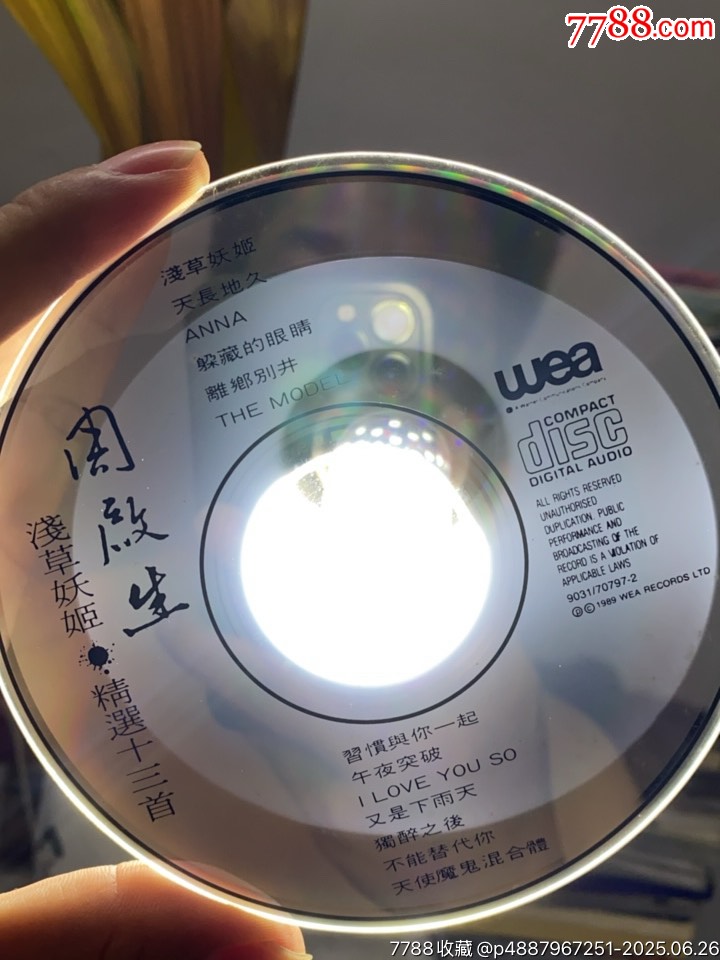 7788.com
淺草妖姬
天長地久
ANNA
躲藏的眼睛
離鄉別井
THE MODEL
wea
COMPACT
disc
DIGITAL AUDIO
ALL RIGHTS RESERVED
UNAUTHORISED
DUPLICATION, PUBLIC
PERFORMANCE AND
BROADCASTING OF THE
RECORD IS A VIOLATION OF
APPLICABLE LAWS
9031/70797-2
℗©1989 WEA RECORDS LTD
周啟生
淺草妖姬
精選十三首
習慣與你一起
午夜突破
I LOVE YOU SO
又是下雨天
獨醉之後
不能替代你
天使魔鬼混合體
7788收藏@p4887967251-2025.06.26